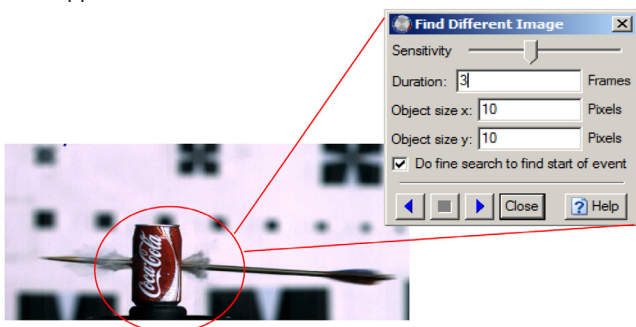 Find Different Image
Sensitivity
Duration: 3 Frames
Object size x: 10 Pixels
Object size y: 10 Pixels
Do fine search to find start of event
Close Help
Coca-Cola